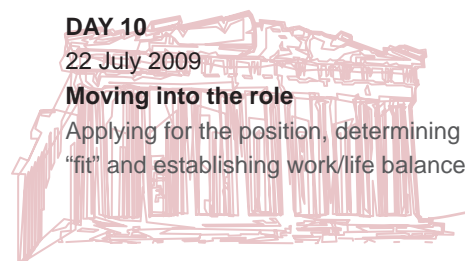 DAY 10
22 July 2009
Moving into the role
Applying for the position, determining
“fit” and establishing work/life balance